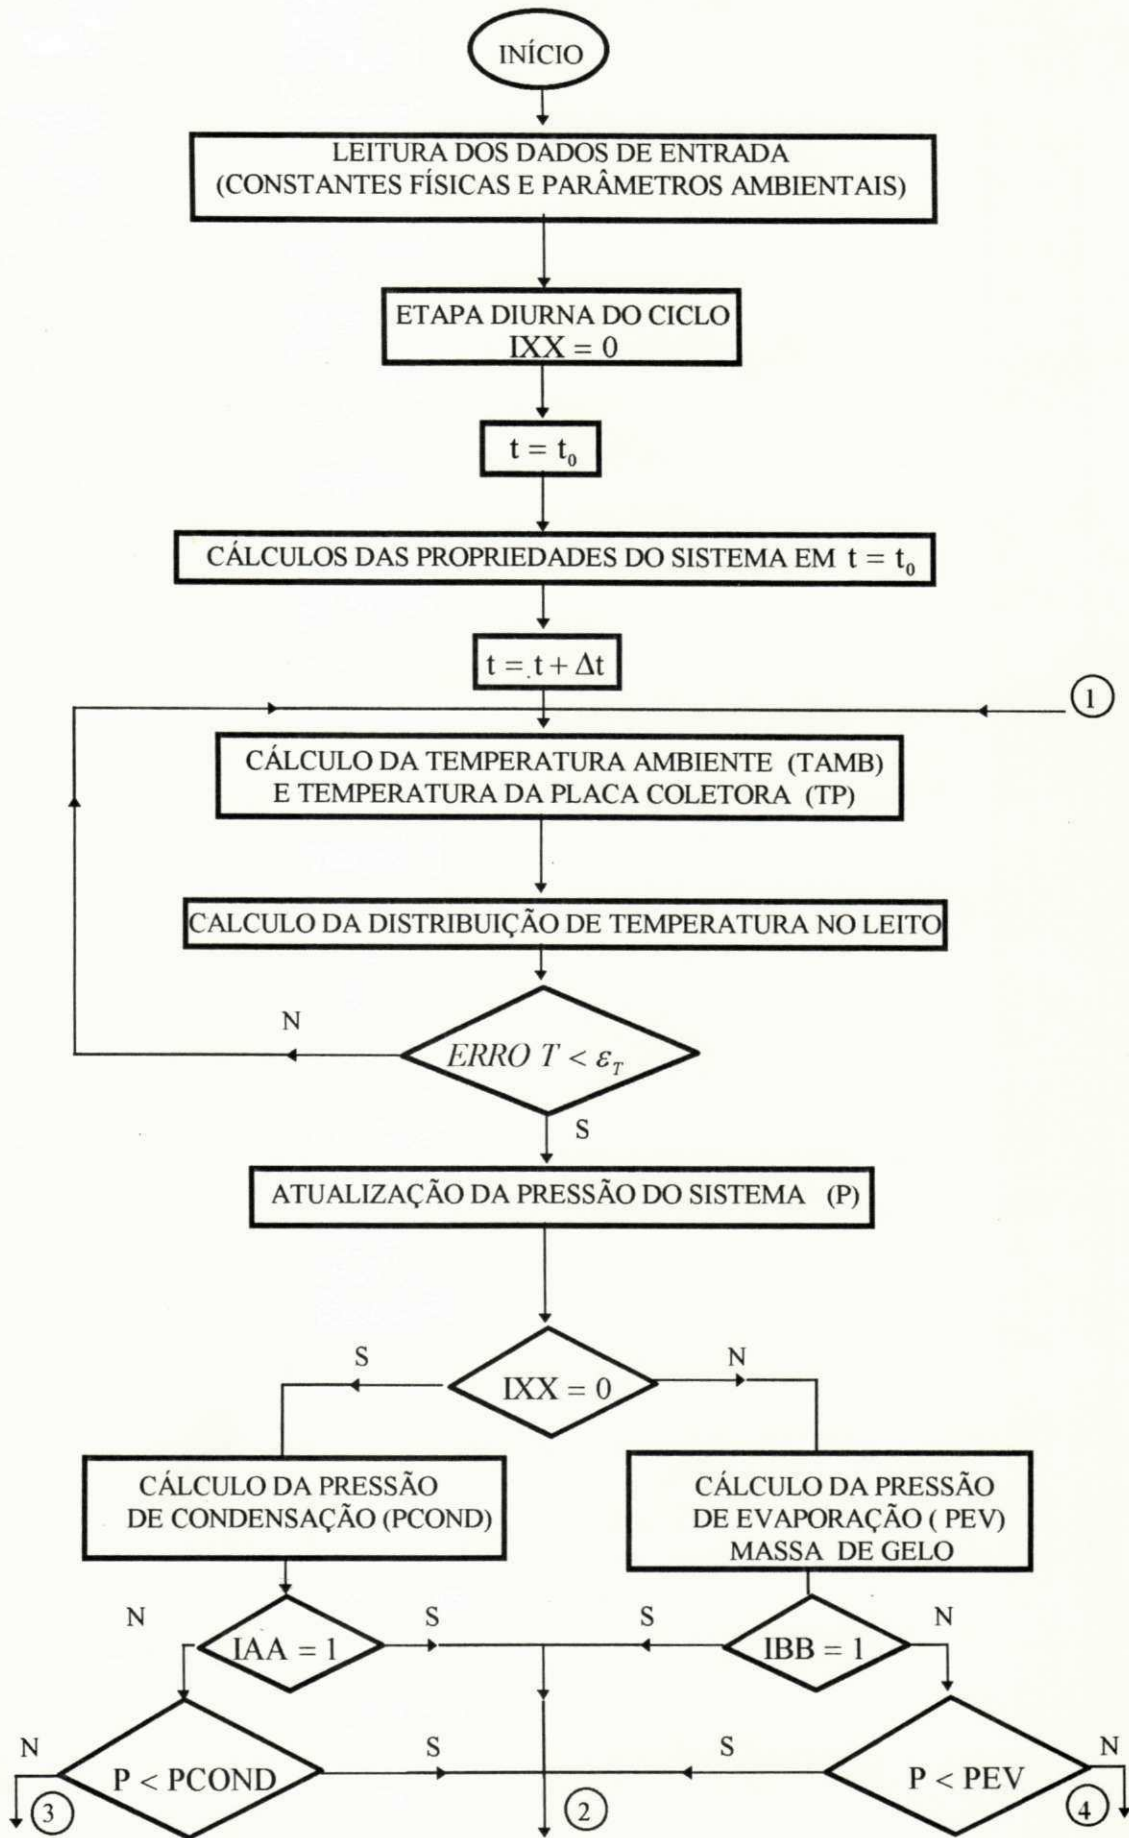 INÍCIO
LEITURA DOS DADOS DE ENTRADA
(CONSTANTES FÍSICAS E PARÂMETROS AMBIENTAIS)
ETAPA DIURNA DO CICLO
IXX = 0
t = t₀
CÁLCULOS DAS PROPRIEDADES DO SISTEMA EM t = t₀
t = t + Δt
1
CÁLCULO DA TEMPERATURA AMBIENTE (TAMB)
E TEMPERATURA DA PLACA COLETORA (TP)
CALCULO DA DISTRIBUIÇÃO DE TEMPERATURA NO LEITO
N
ERRO T < ε_T
S
ATUALIZAÇÃO DA PRESSÃO DO SISTEMA (P)
S
N
IXX = 0
CÁLCULO DA PRESSÃO
DE CONDENSAÇÃO (PCOND)
CÁLCULO DA PRESSÃO
DE EVAPORAÇÃO ( PEV)
MASSA DE GELO
N
IAA = 1
S
S
IBB = 1
N
N
P < PCOND
S
S
P < PEV
N
3
2
4